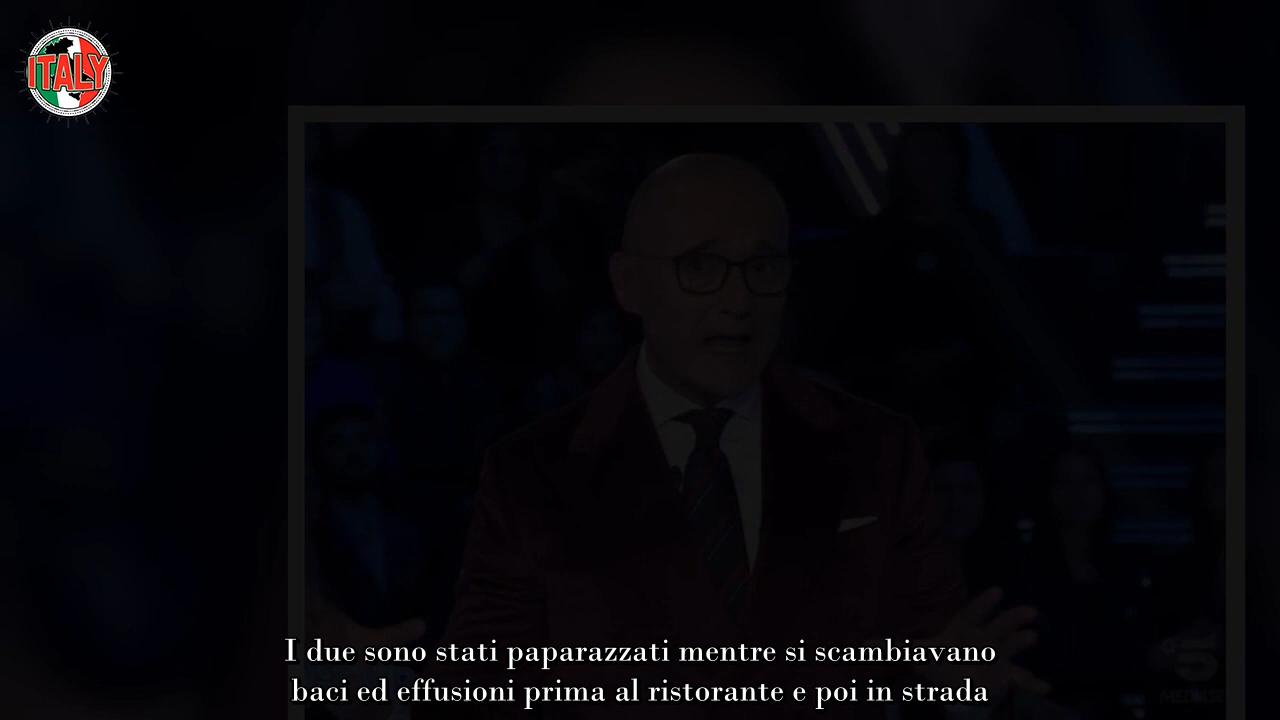 ITALY
I due sono stati paparazzati mentre si scambiavano
baci ed effusioni prima al ristorante e poi in strada